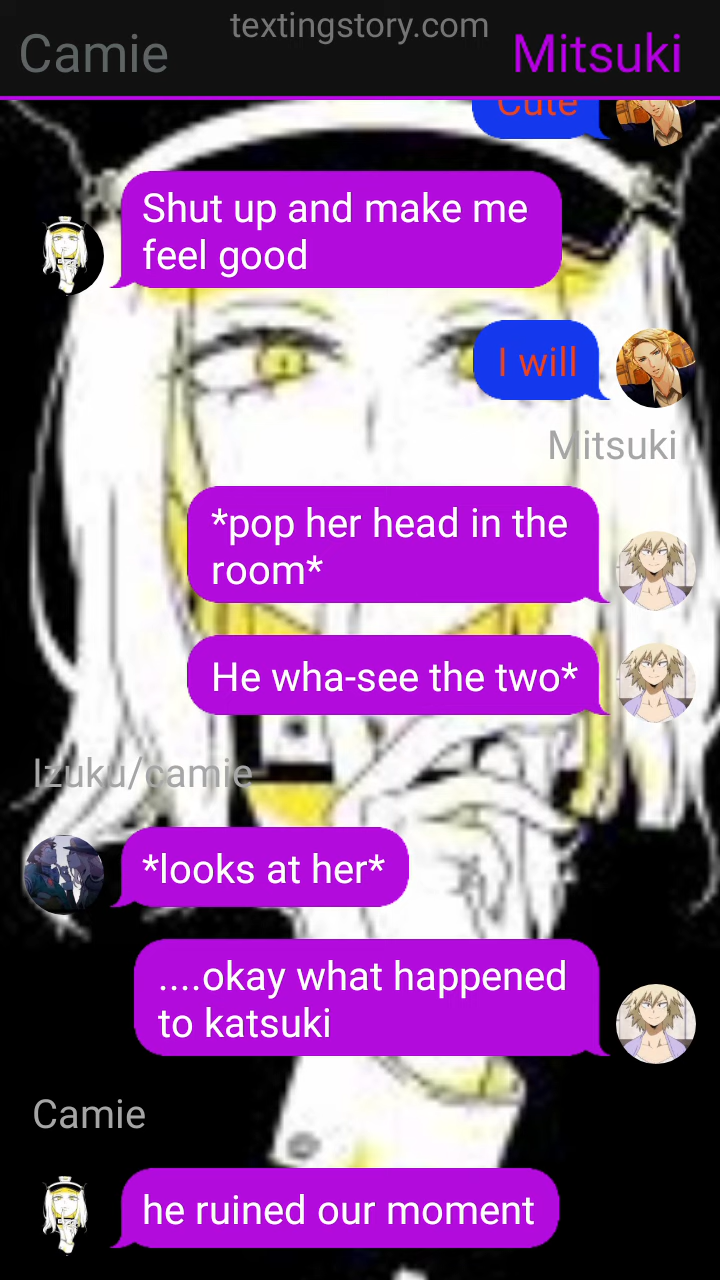 textingstory.com
Camie
Mitsuki
Cute
Shut up and make me
feel good
I will
Mitsuki
*pop her head in the
room*
He wha-see the two*
Izuku/camie
*looks at her*
....okay what happened
to katsuki
Camie
he ruined our moment